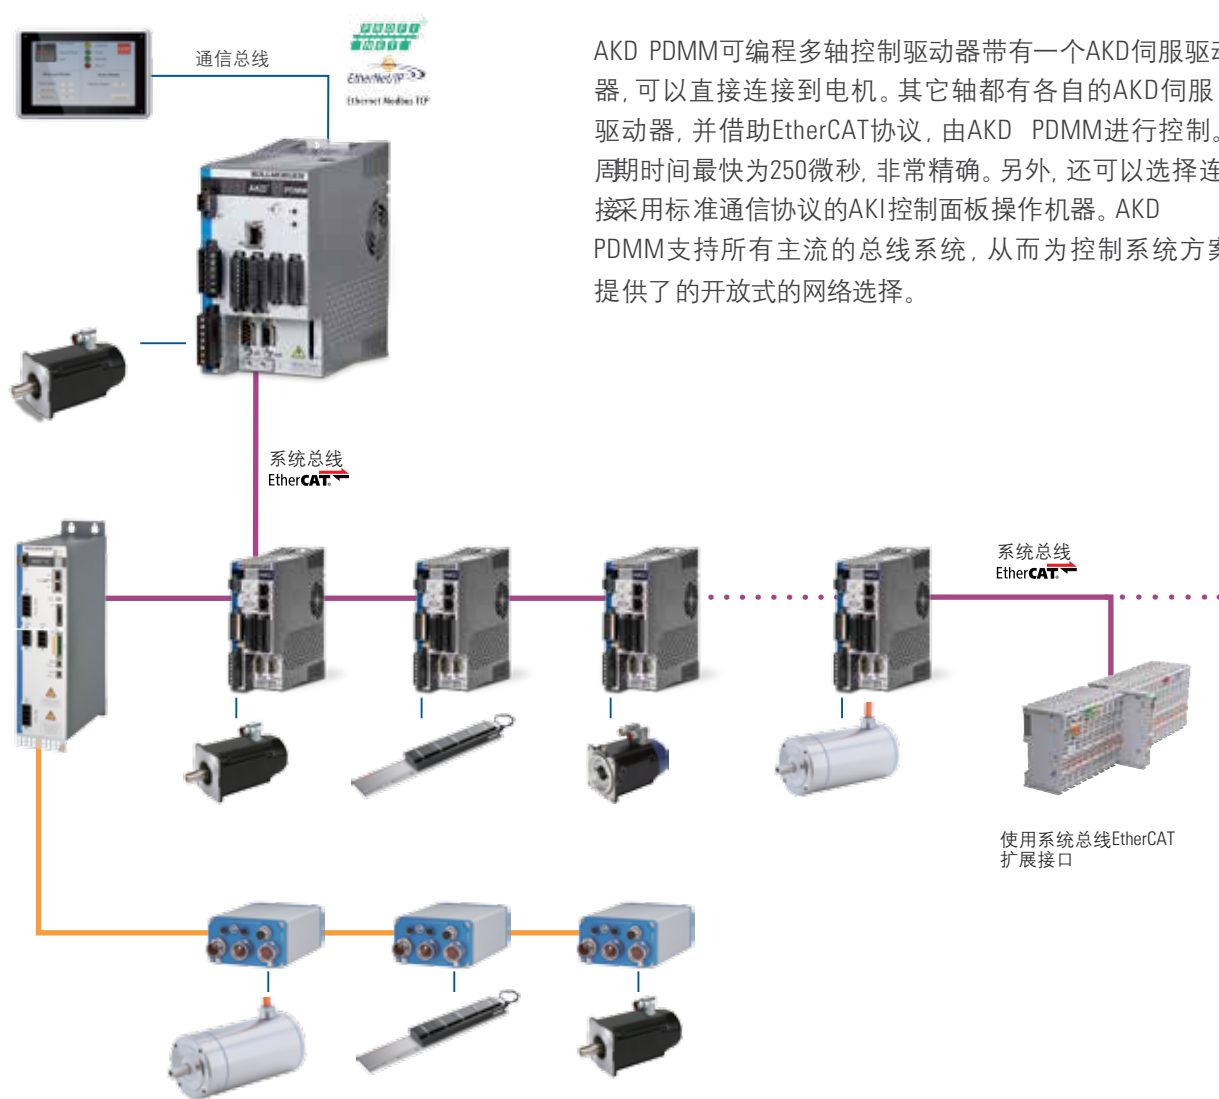 通信总线
PROFI
NET
EtherNet/IP
Ethernet Modbus TCP
AKD PDMM可编程多轴控制驱动器带有一个AKD伺服驱动
器, 可以直接连接到电机。其它轴都有各自的AKD伺服
驱动器, 并借助EtherCAT协议, 由AKD PDMM进行控制。
周期时间最快为250微秒, 非常精确。另外, 还可以选择连
接采用标准通信协议的AKI控制面板操作机器。AKD
PDMM支持所有主流的总线系统, 从而为控制系统方案
提供了的开放式的网络选择。
KOLLMORGEN
AKD PDMM
系统总线
EtherCAT
系统总线
EtherCAT
使用系统总线EtherCAT
扩展接口